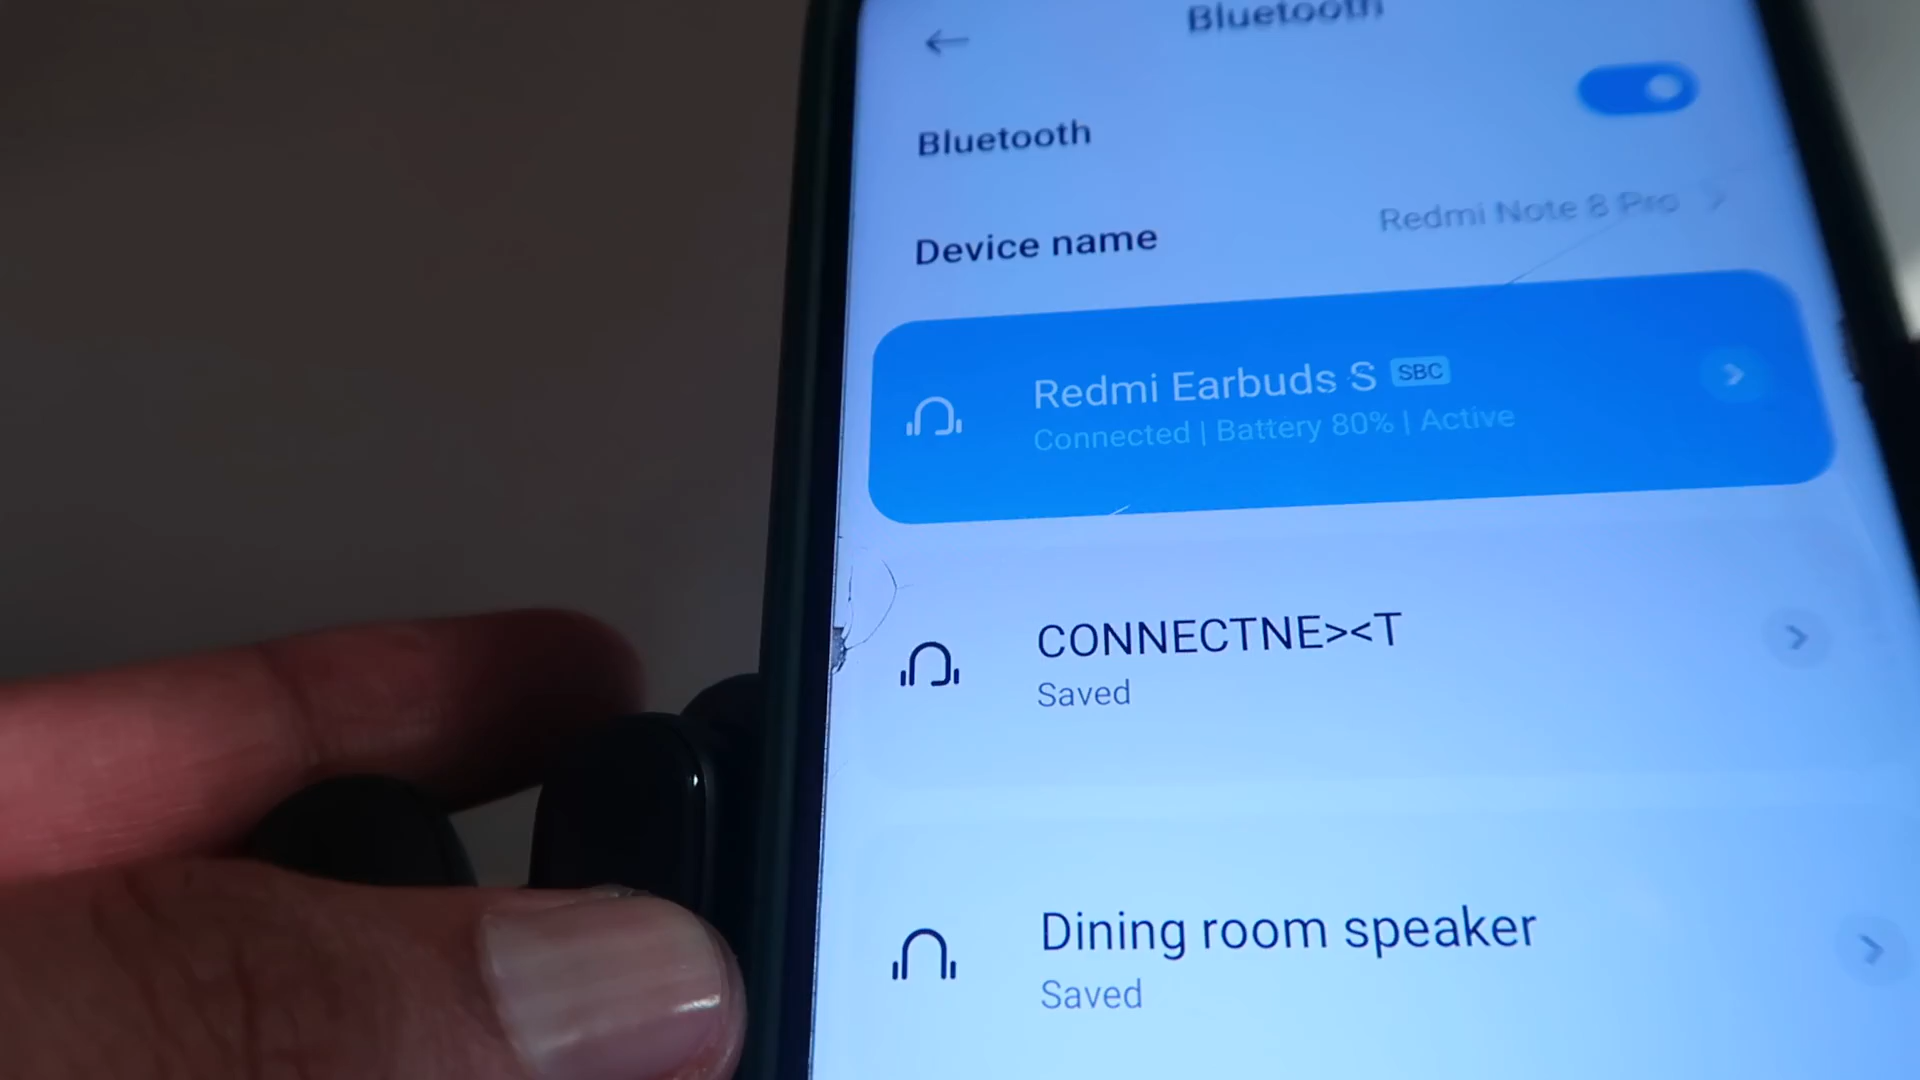 Bluetooth
Bluetooth
Device name
Redmi Note 8 Pro
Redmi Earbuds S SBC
Connected | Battery 80% | Active
CONNECTNE><T
Saved
Dining room speaker
Saved